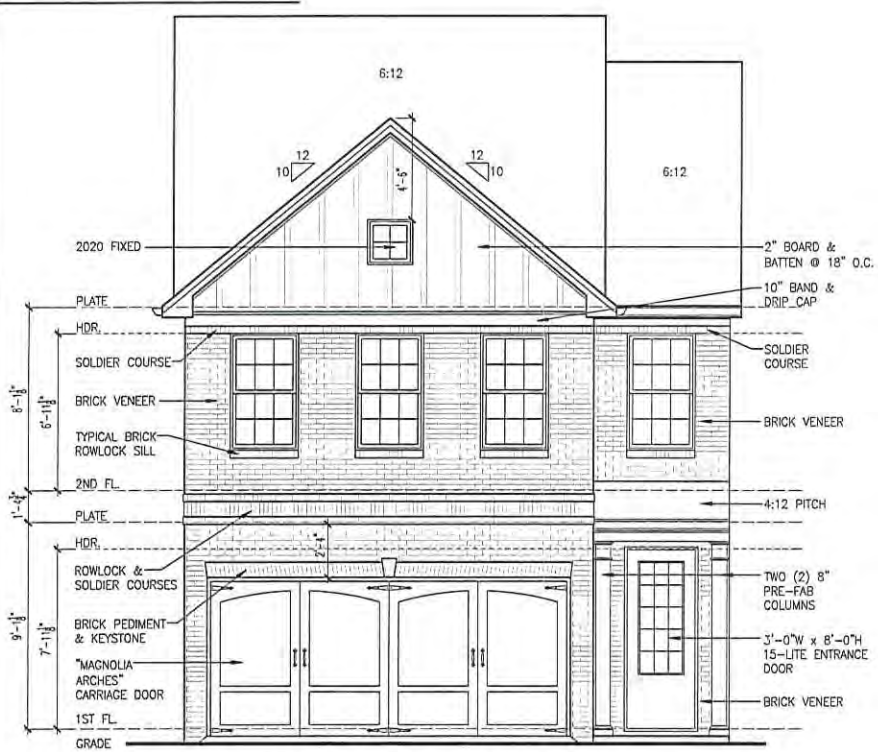 6:12
6:12
12
10
12
10
4'-6"
2020 FIXED
2" BOARD &
BATTEN @ 18" O.C.
10" BAND &
DRIP CAP
PLATE
HDR.
SOLDIER COURSE
SOLDIER
COURSE
BRICK VENEER
BRICK VENEER
TYPICAL BRICK
ROWLOCK SILL
8'-1 1/8"
6'-11 1/8"
2ND FL.
1'-4 3/4"
PLATE
4:12 PITCH
HDR.
2'-4"
ROWLOCK &
SOLDIER COURSES
TWO (2) 8"
PRE-FAB
COLUMNS
BRICK PEDIMENT
& KEYSTONE
3'-0"W x 8'-0"H
15-LITE ENTRANCE
DOOR
"MAGNOLIA
ARCHES"
CARRIAGE DOOR
BRICK VENEER
9'-1 1/8"
7'-11 1/8"
1ST FL.
GRADE